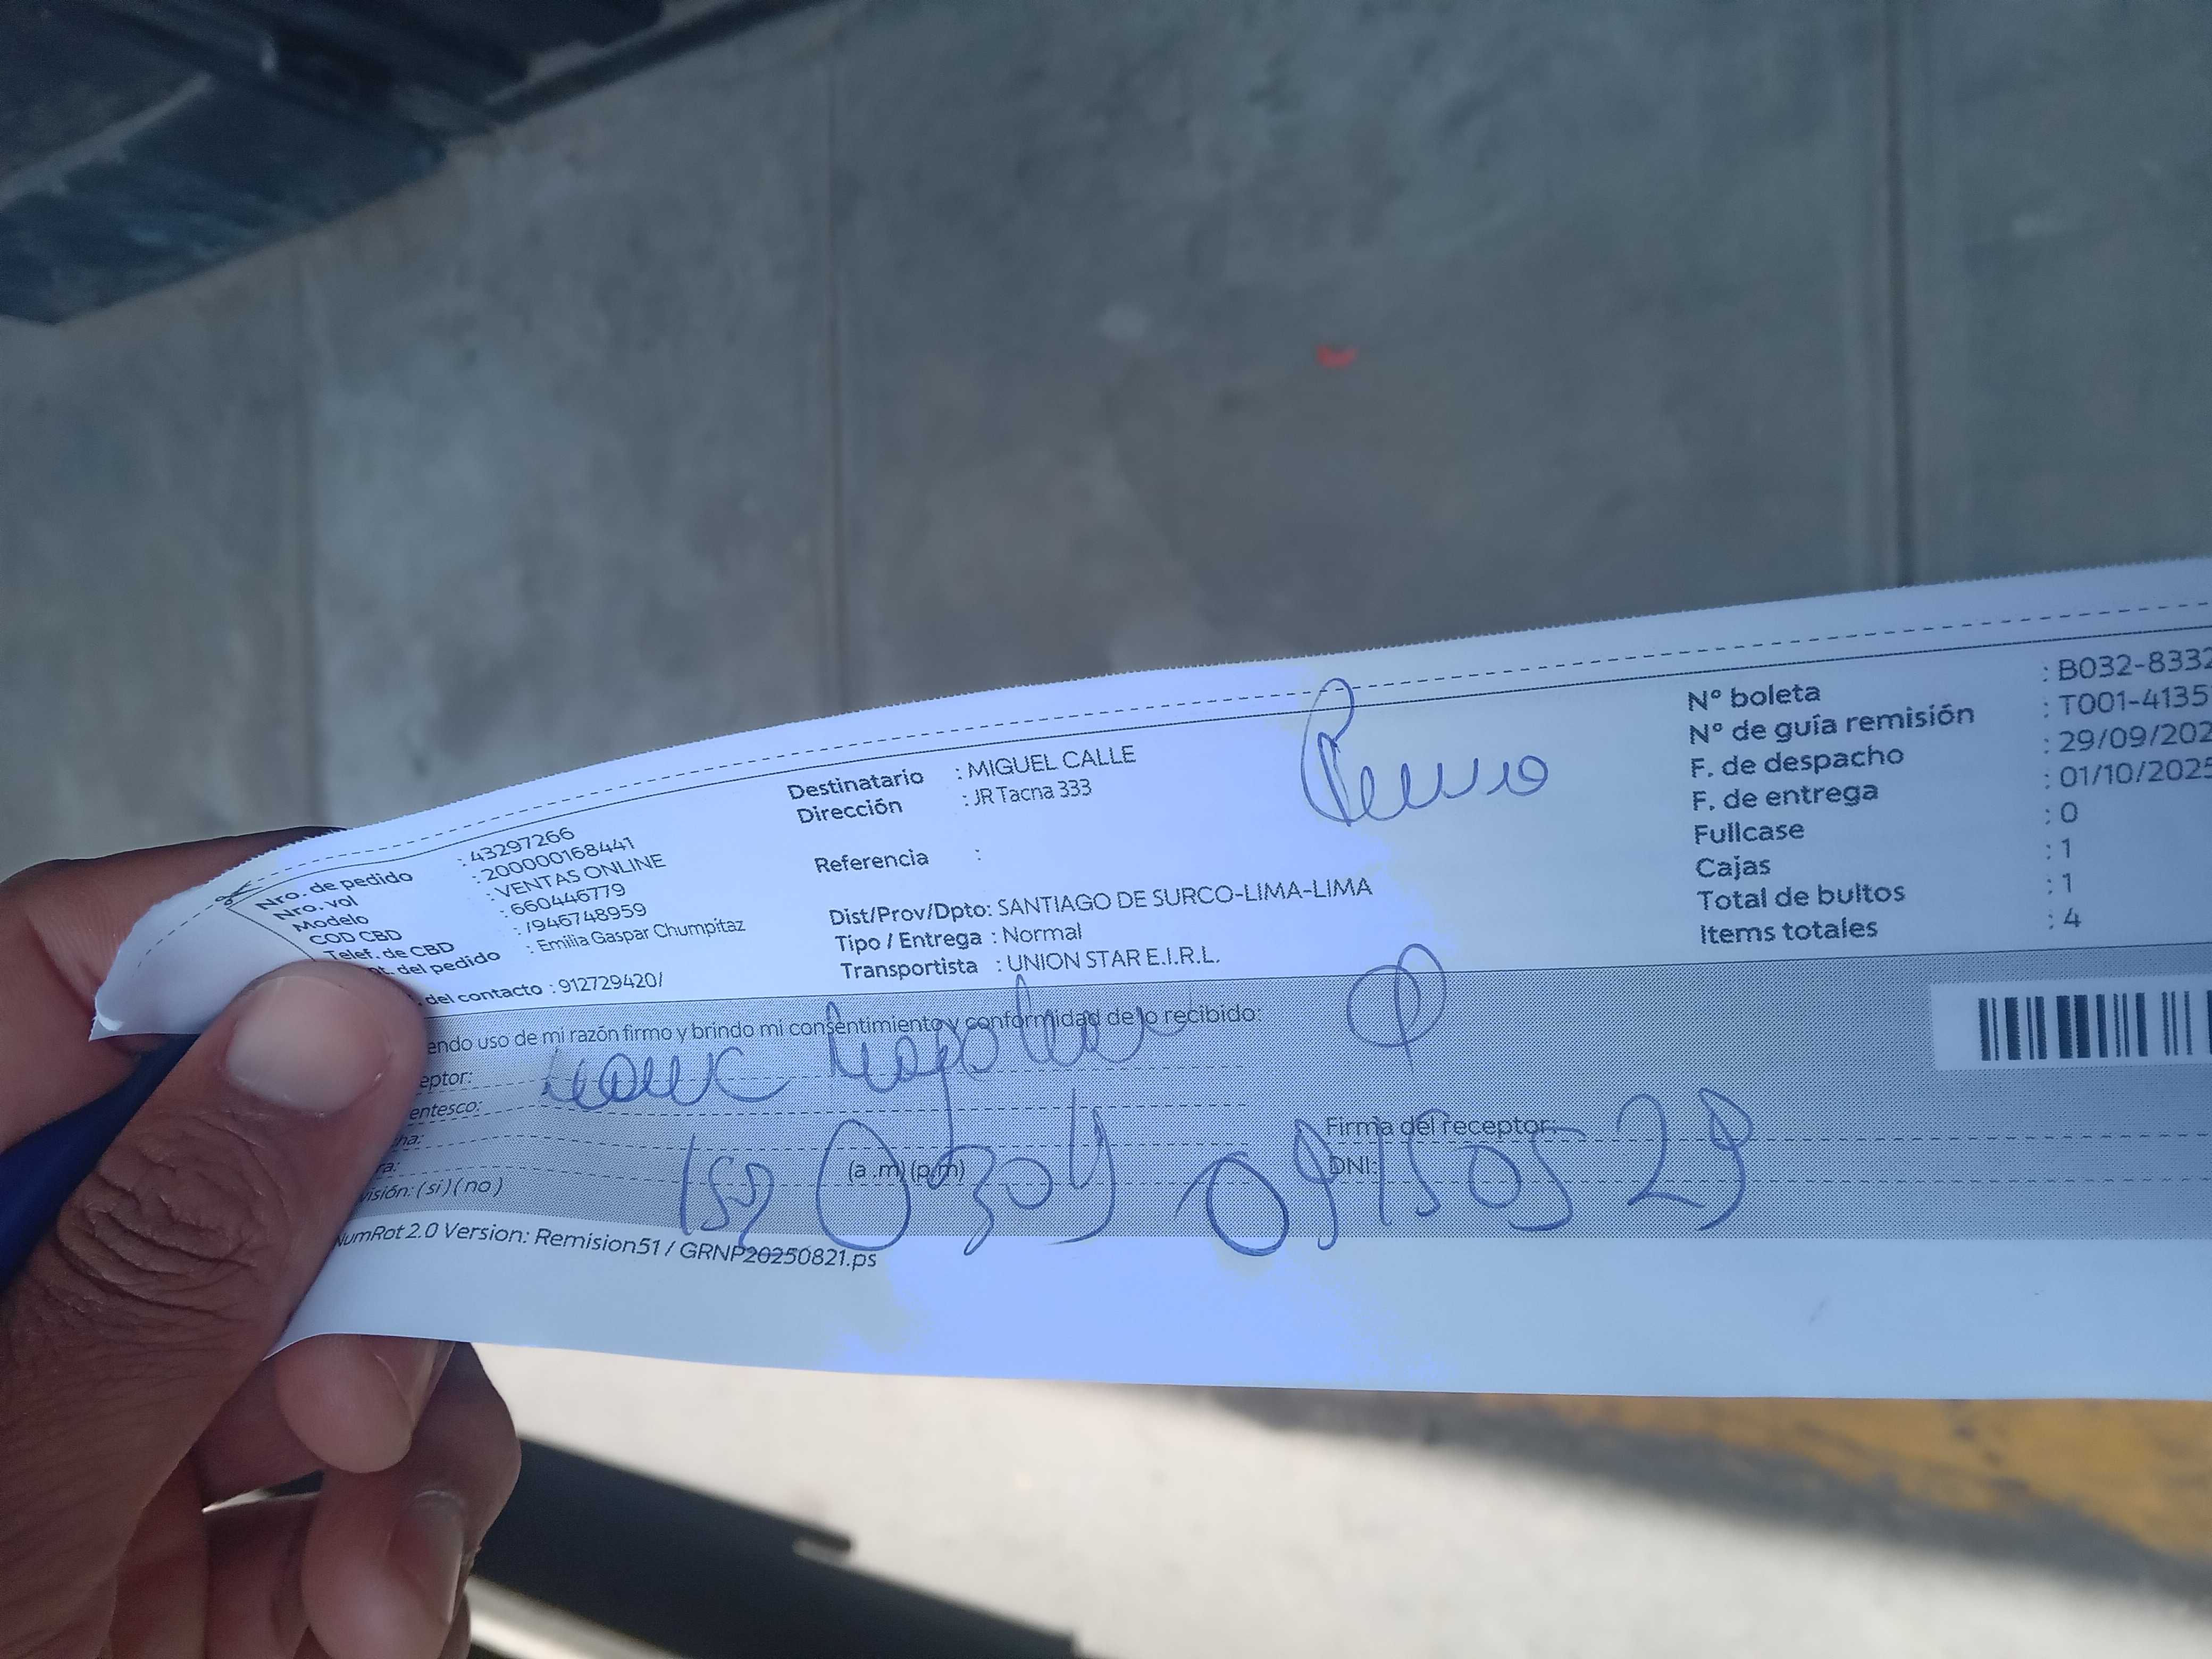 Nro. de pedido : 43297266
Nro. vol : 200000168441
Modelo : VENTAS ONLINE
COD CBD : 660446779
Telef. de CBD : /946748959
nt. del pedido : Emilia Gaspar Chumpitaz
. del contacto : 912729420/
Destinatario : MIGUEL CALLE
Dirección : JR Tacna 333
Referencia :
Dist/Prov/Dpto: SANTIAGO DE SURCO-LIMA-LIMA
Tipo / Entrega : Normal
Transportista : UNION STAR E.I.R.L.
N° boleta : B032-8332
N° de guía remisión : T001-4135
F. de despacho : 29/09/202
F. de entrega : 01/10/2025
Fullcase : 0
Cajas : 1
Total de bultos : 1
Items totales : 4
endo uso de mi razón firmo y brindo mi consentimiento y conformidad de lo recibido:
eptor:
entesco:
ha:
ra: (a .m) (p.m)
visión: ( si ) ( no )
Firma del receptor:
DNI:
NumRot 2.0 Version: Remision51 / GRNP20250821.ps